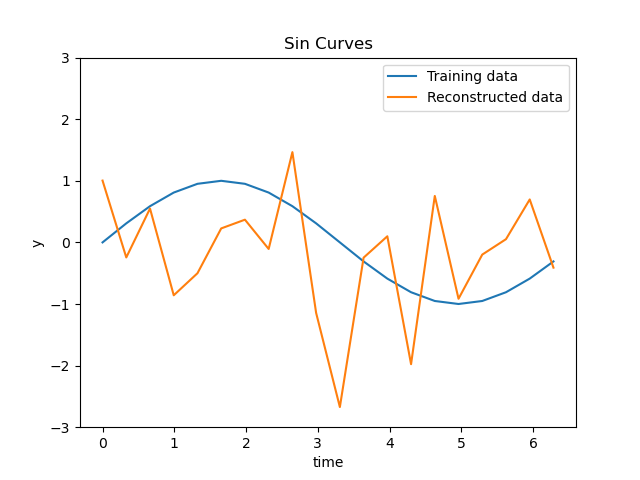 Sin Curves
Training data
Reconstructed data
3
2
1
0
−1
−2
−3
y
0 1 2 3 4 5 6
time